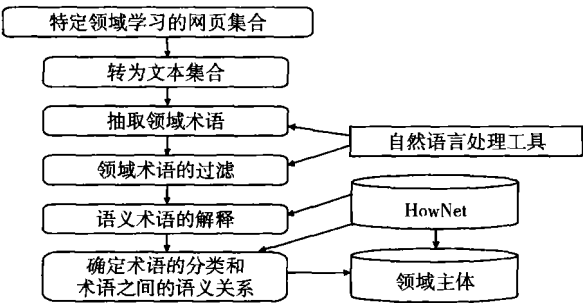 特定领域学习的网页集合
转为文本集合
抽取领域术语
自然语言处理工具
领域术语的过滤
语义术语的解释
HowNet
确定术语的分类和
术语之间的语义关系
领域主体